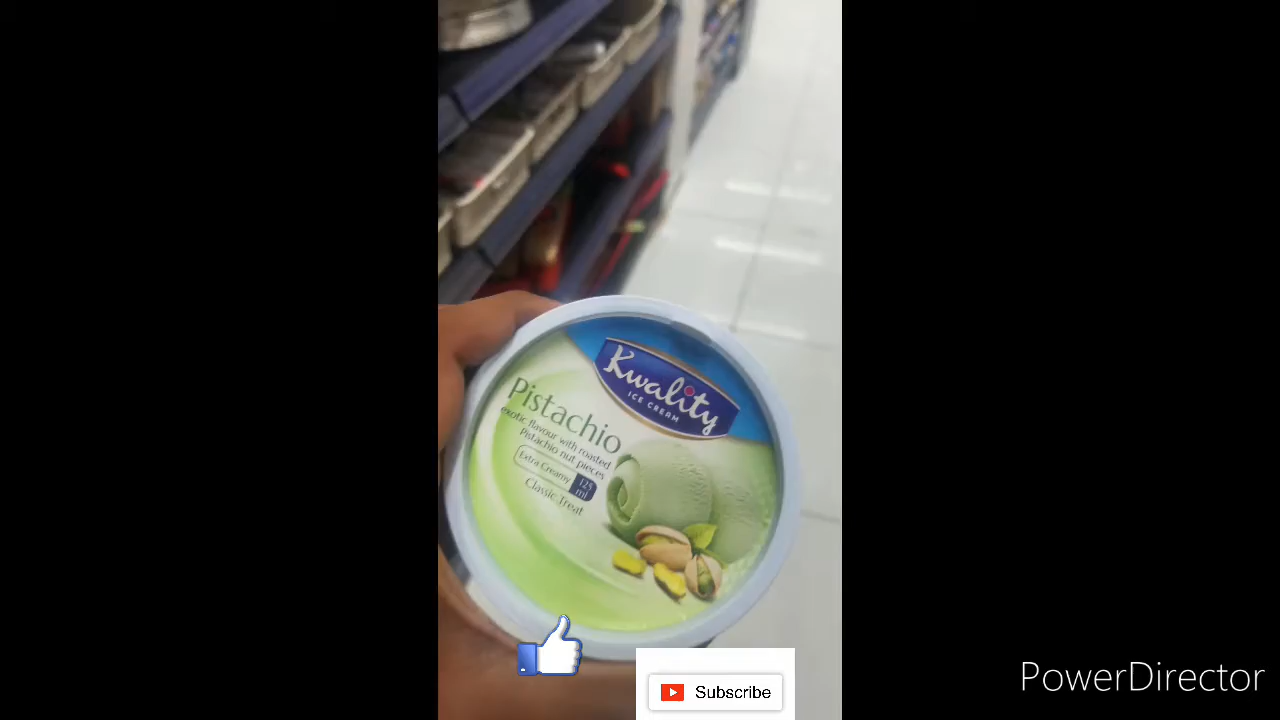 Kwality
ICE CREAM
Pistachio
exotic flavour with roasted
Pistachio nut pieces
Extra Creamy 125 ml
Classic Treat
Subscribe
PowerDirector